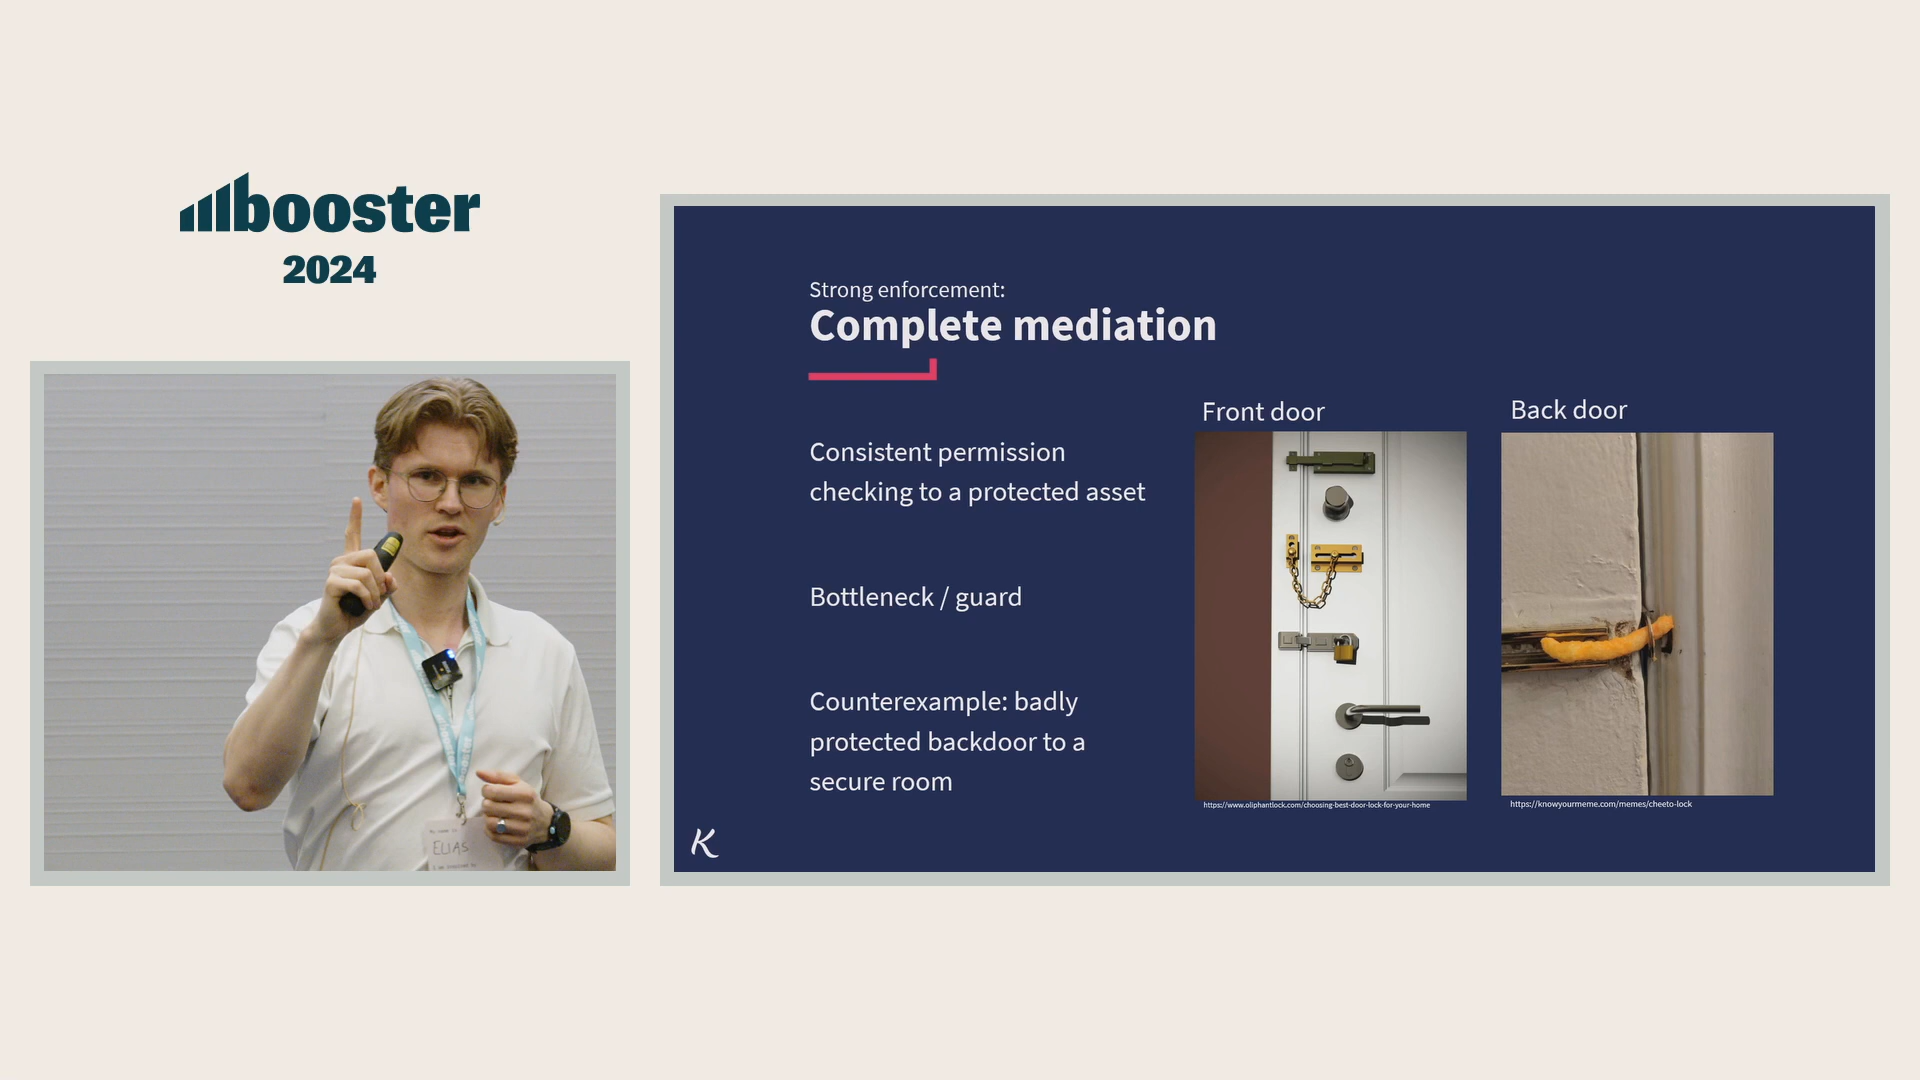 booster
2024
Strong enforcement:
Complete mediation
Front door
Back door
Consistent permission
checking to a protected asset
Bottleneck / guard
Counterexample: badly
protected backdoor to a
secure room
https://www.oliphantlock.com/choosing-best-door-lock-for-your-home
https://knowyourmeme.com/memes/cheeto-lock
K
ELIAS